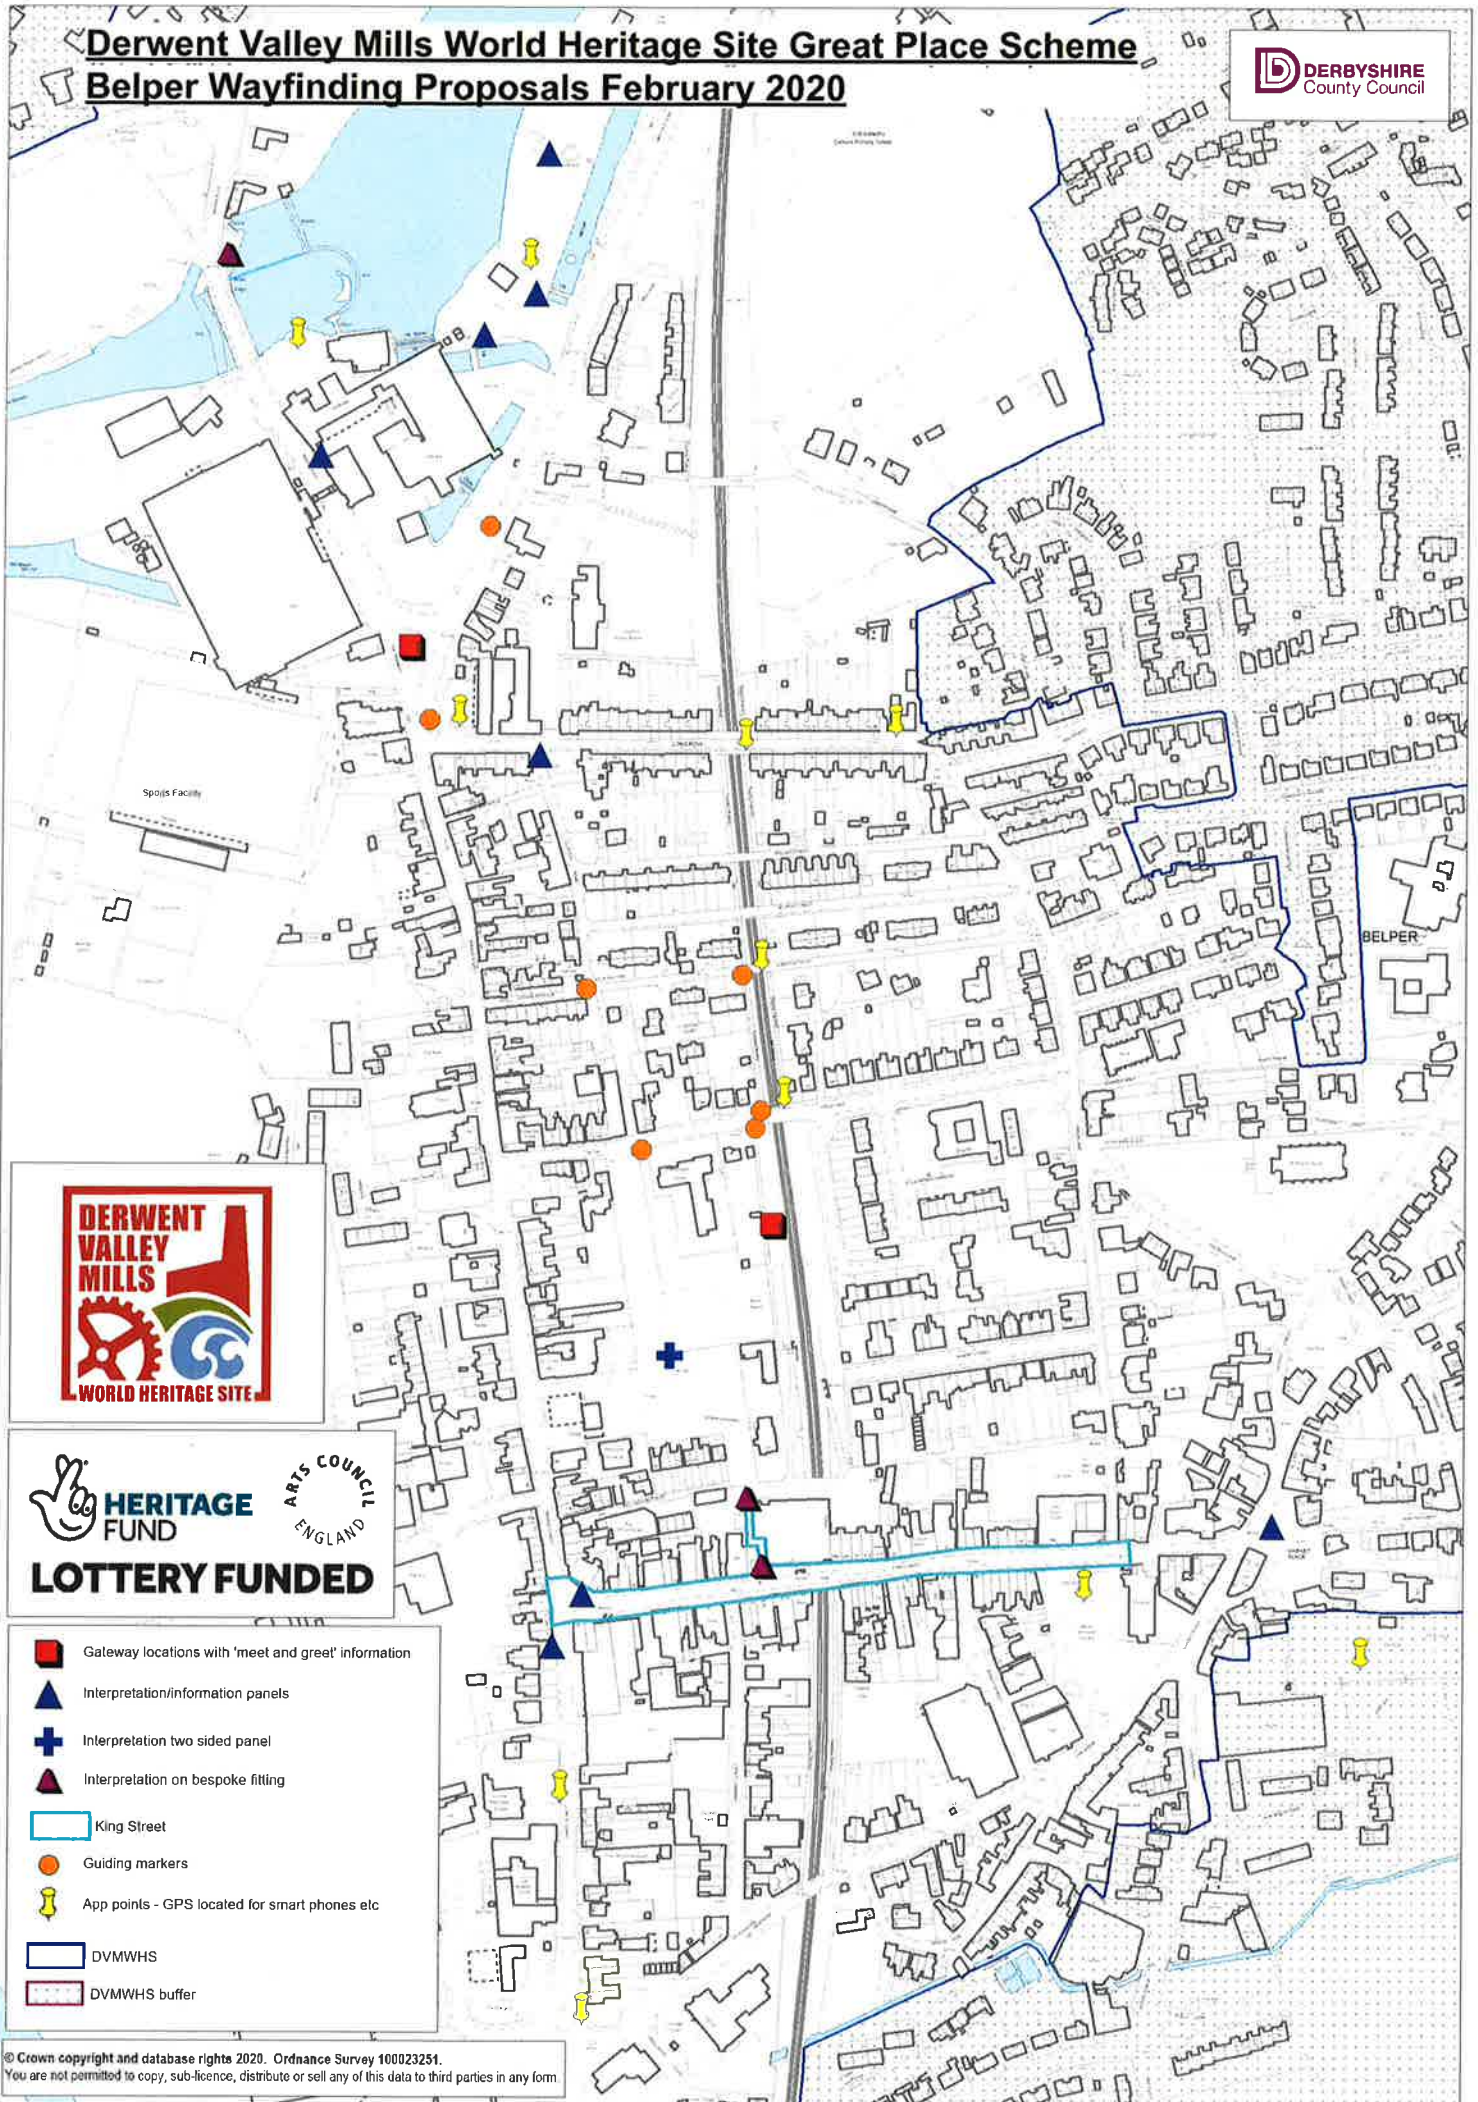 Derwent Valley Mills World Heritage Site Great Place Scheme
Belper Wayfinding Proposals February 2020
DERBYSHIRE
County Council
Sports Facility
BELPER
DERWENT
VALLEY
MILLS
WORLD HERITAGE SITE
HERITAGE
FUND
ARTS COUNCIL
ENGLAND
LOTTERY FUNDED
Gateway locations with 'meet and greet' information
Interpretation/information panels
Interpretation two sided panel
Interpretation on bespoke fitting
King Street
Guiding markers
App points - GPS located for smart phones etc
DVMWHS
DVMWHS buffer
© Crown copyright and database rights 2020. Ordnance Survey 100023251.
You are not permitted to copy, sub-licence, distribute or sell any of this data to third parties in any form